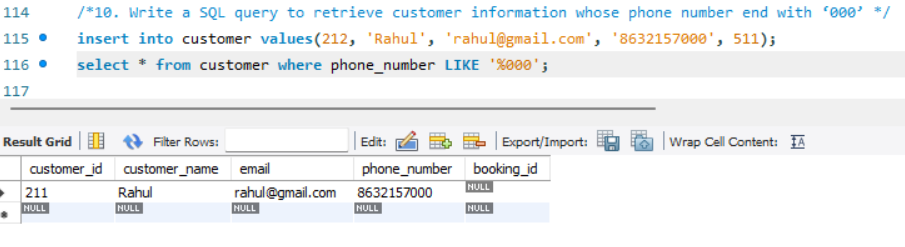 114 /*10. Write a SQL query to retrieve customer information whose phone number end with ‘000’ */
115 insert into customer values(212, 'Rahul', 'rahul@gmail.com', '8632157000', 511);
116 select * from customer where phone_number LIKE '%000';
117
Result Grid Filter Rows: Edit: Export/Import: Wrap Cell Content:
customer_id customer_name email phone_number booking_id
211 Rahul rahul@gmail.com 8632157000 NULL
NULL NULL NULL NULL NULL